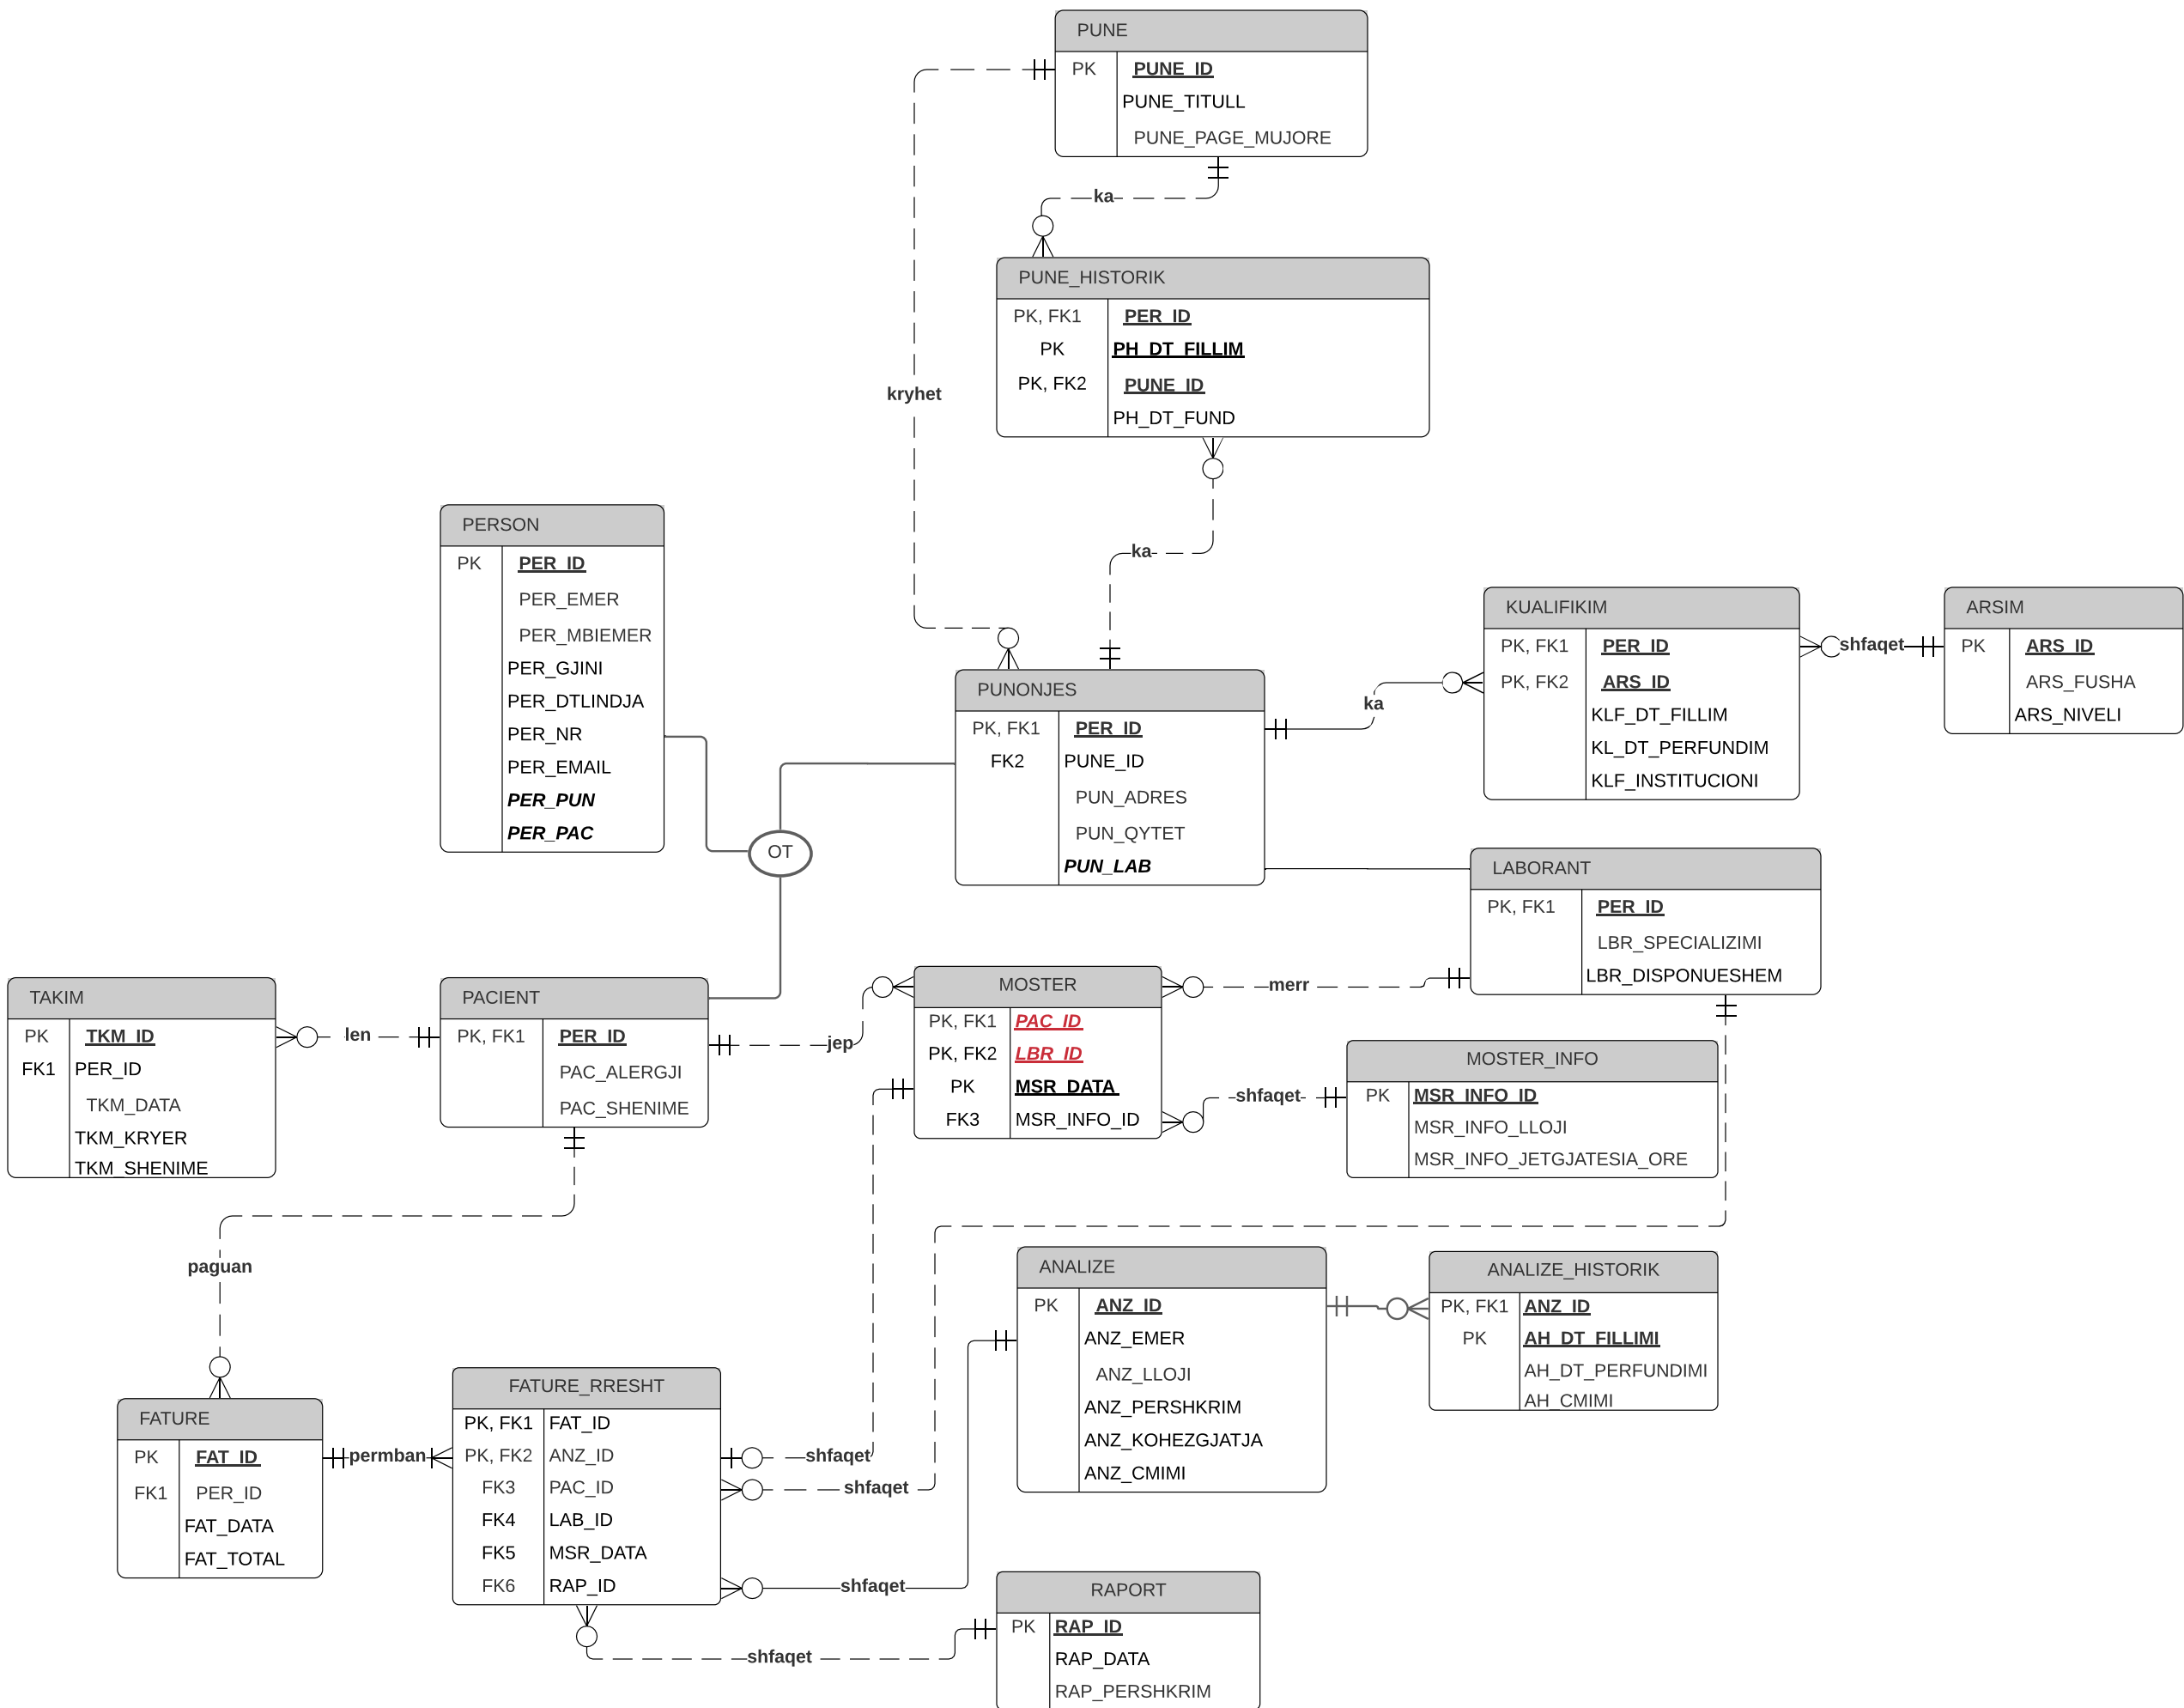 PUNE
PK PUNE_ID
PUNE_TITULL
PUNE_PAGE_MUJORE
ka
kryhet
PUNE_HISTORIK
PK, FK1 PER_ID
PK PH_DT_FILLIM
PK, FK2 PUNE_ID
PH_DT_FUND
ka
PERSON
PK PER_ID
PER_EMER
PER_MBIEMER
PER_GJINI
PER_DTLINDJA
PER_NR
PER_EMAIL
PER_PUN
PER_PAC
OT
PUNONJES
PK, FK1 PER_ID
FK2 PUNE_ID
PUN_ADRES
PUN_QYTET
PUN_LAB
ka
KUALIFIKIM
PK, FK1 PER_ID
PK, FK2 ARS_ID
KLF_DT_FILLIM
KL_DT_PERFUNDIM
KLF_INSTITUCIONI
shfaqet
ARSIM
PK ARS_ID
ARS_FUSHA
ARS_NIVELI
LABORANT
PK, FK1 PER_ID
LBR_SPECIALIZIMI
LBR_DISPONUESHEM
TAKIM
PK TKM_ID
FK1 PER_ID
TKM_DATA
TKM_KRYER
TKM_SHENIME
len
PACIENT
PK, FK1 PER_ID
PAC_ALERGJI
PAC_SHENIME
jep
MOSTER
PK, FK1 PAC_ID
PK, FK2 LBR_ID
PK MSR_DATA
FK3 MSR_INFO_ID
merr
shfaqet
MOSTER_INFO
PK MSR_INFO_ID
MSR_INFO_LLOJI
MSR_INFO_JETGJATESIA_ORE
paguan
ANALIZE
PK ANZ_ID
ANZ_EMER
ANZ_LLOJI
ANZ_PERSHKRIM
ANZ_KOHEZGJATJA
ANZ_CMIMI
ANALIZE_HISTORIK
PK, FK1 ANZ_ID
PK AH_DT_FILLIMI
AH_DT_PERFUNDIMI
AH_CMIMI
FATURE
PK FAT_ID
FK1 PER_ID
FAT_DATA
FAT_TOTAL
permban
FATURE_RRESHT
PK, FK1 FAT_ID
PK, FK2 ANZ_ID
FK3 PAC_ID
FK4 LAB_ID
FK5 MSR_DATA
FK6 RAP_ID
shfaqet
shfaqet
shfaqet
shfaqet
RAPORT
PK RAP_ID
RAP_DATA
RAP_PERSHKRIM